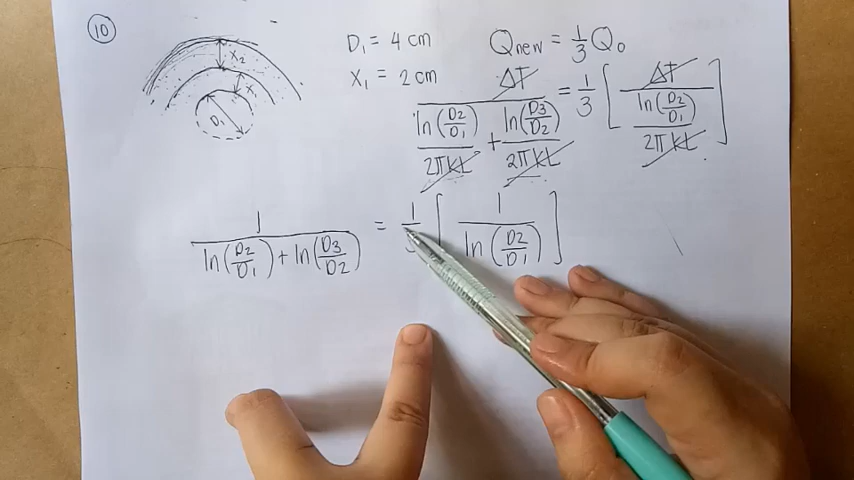 10
X2
X1
D1
D1 = 4 cm
X1 = 2 cm
Qnew = 1/3 Qo
ΔT / (ln(D2/D1)/2πkL + ln(D3/D2)/2πkL) = 1/3 [ΔT / (ln(D2/D1)/2πkL)]
1 / (ln(D2/D1) + ln(D3/D2)) = 1/3 [1 / ln(D2/D1)]